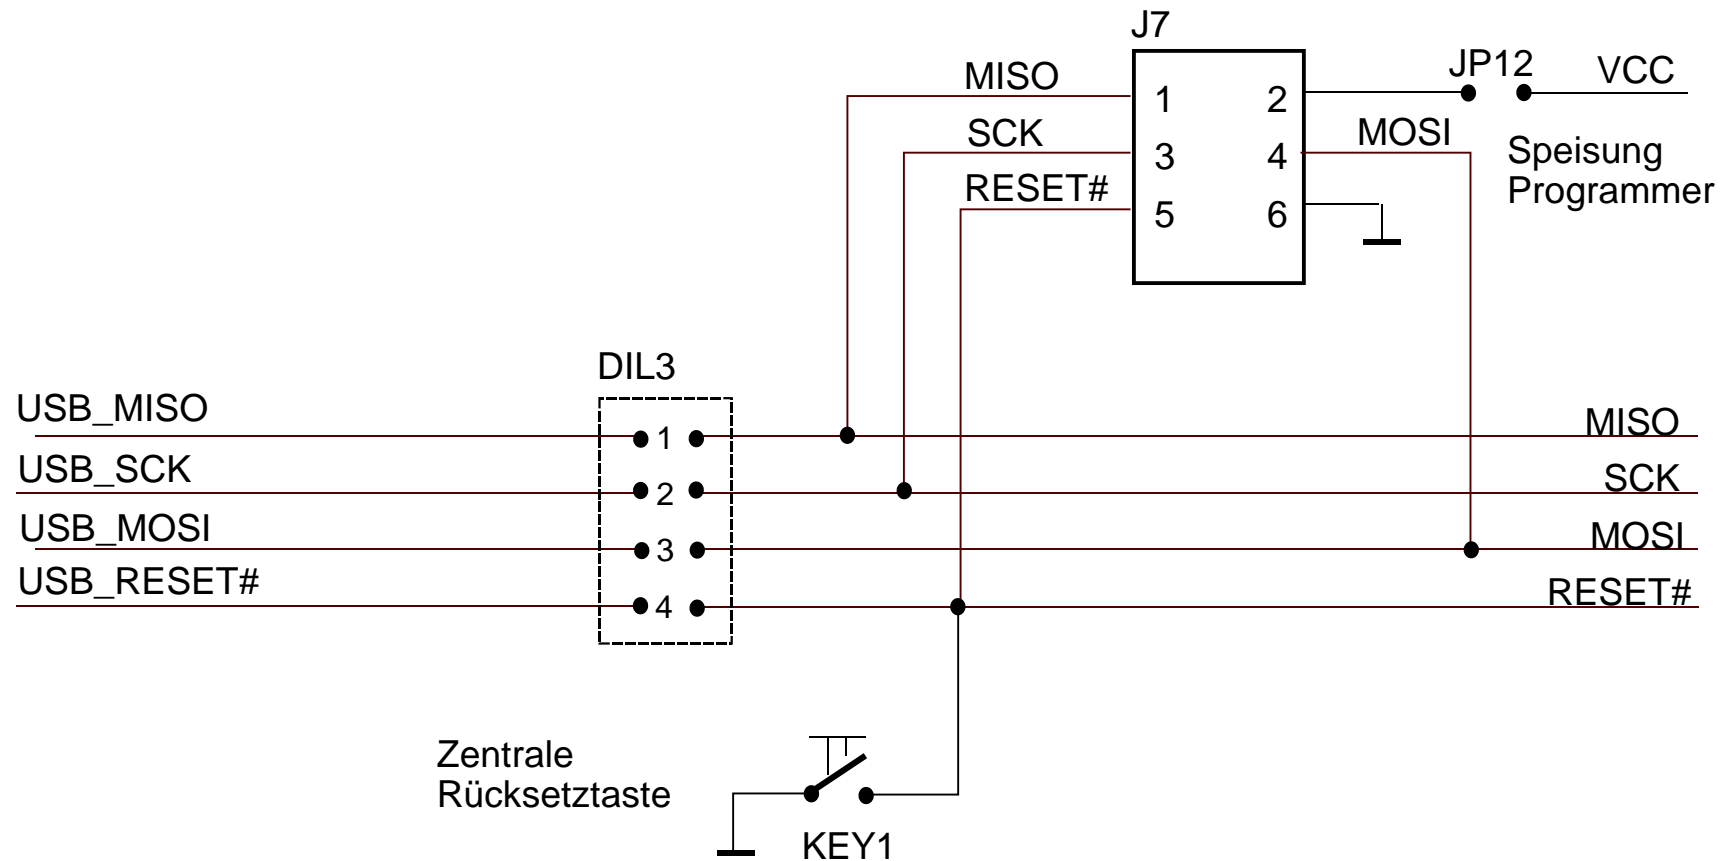 J7
MISO
SCK
RESET#
1
2
3
4
5
6
JP12
VCC
MOSI
Speisung
Programmer
DIL3
USB_MISO
1
MISO
USB_SCK
2
SCK
USB_MOSI
3
MOSI
USB_RESET#
4
RESET#
Zentrale
Rücksetztaste
KEY1